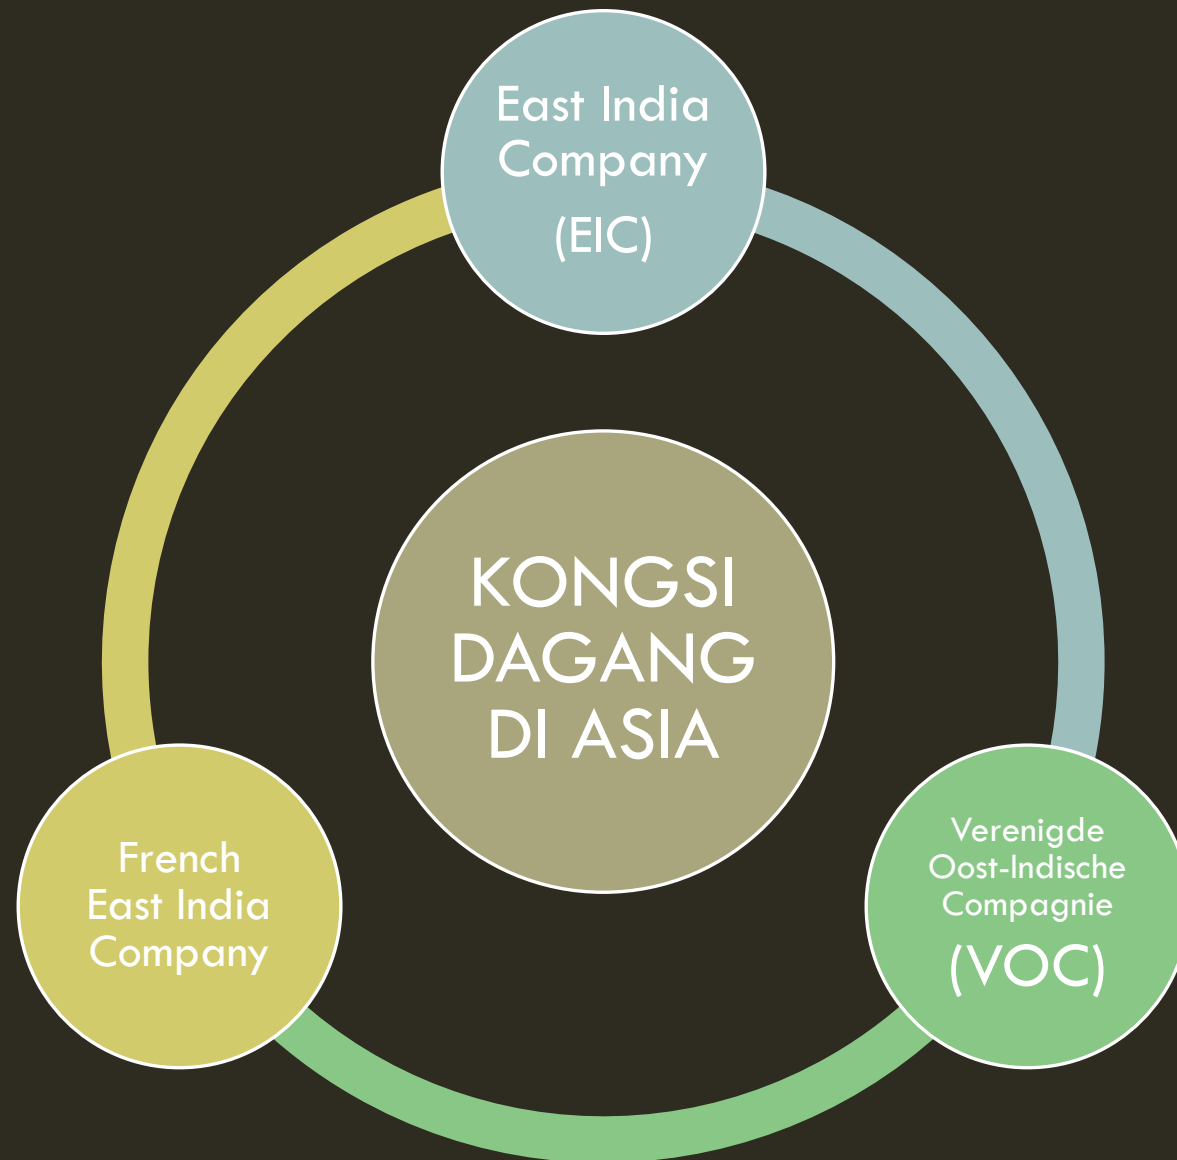 East India
Company
(EIC)
KONGSI
DAGANG
DI ASIA
Verenigde
Oost-Indische
Compagnie
(VOC)
French
East India
Company